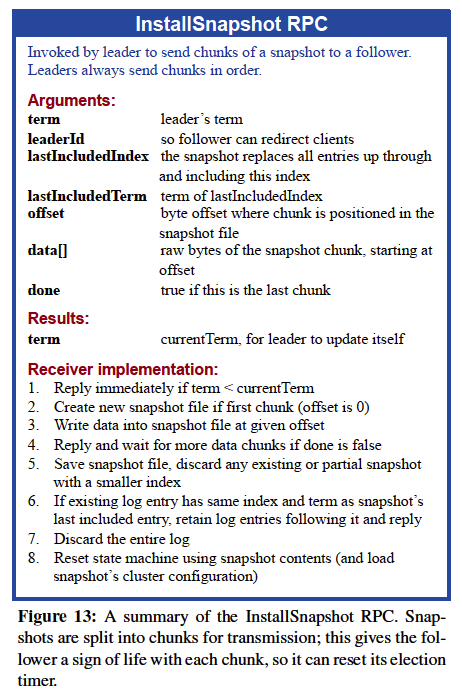 InstallSnapshot RPC
Invoked by leader to send chunks of a snapshot to a follower.
Leaders always send chunks in order.
Arguments:
term leader's term
leaderId so follower can redirect clients
lastIncludedIndex the snapshot replaces all entries up through
and including this index
lastIncludedTerm term of lastIncludedIndex
offset byte offset where chunk is positioned in the
snapshot file
data[] raw bytes of the snapshot chunk, starting at
offset
done true if this is the last chunk
Results:
term currentTerm, for leader to update itself
Receiver implementation:
1. Reply immediately if term < currentTerm
2. Create new snapshot file if first chunk (offset is 0)
3. Write data into snapshot file at given offset
4. Reply and wait for more data chunks if done is false
5. Save snapshot file, discard any existing or partial snapshot
with a smaller index
6. If existing log entry has same index and term as snapshot's
last included entry, retain log entries following it and reply
7. Discard the entire log
8. Reset state machine using snapshot contents (and load
snapshot's cluster configuration)
Figure 13: A summary of the InstallSnapshot RPC. Snap-
shots are split into chunks for transmission; this gives the fol-
lower a sign of life with each chunk, so it can reset its election
timer.